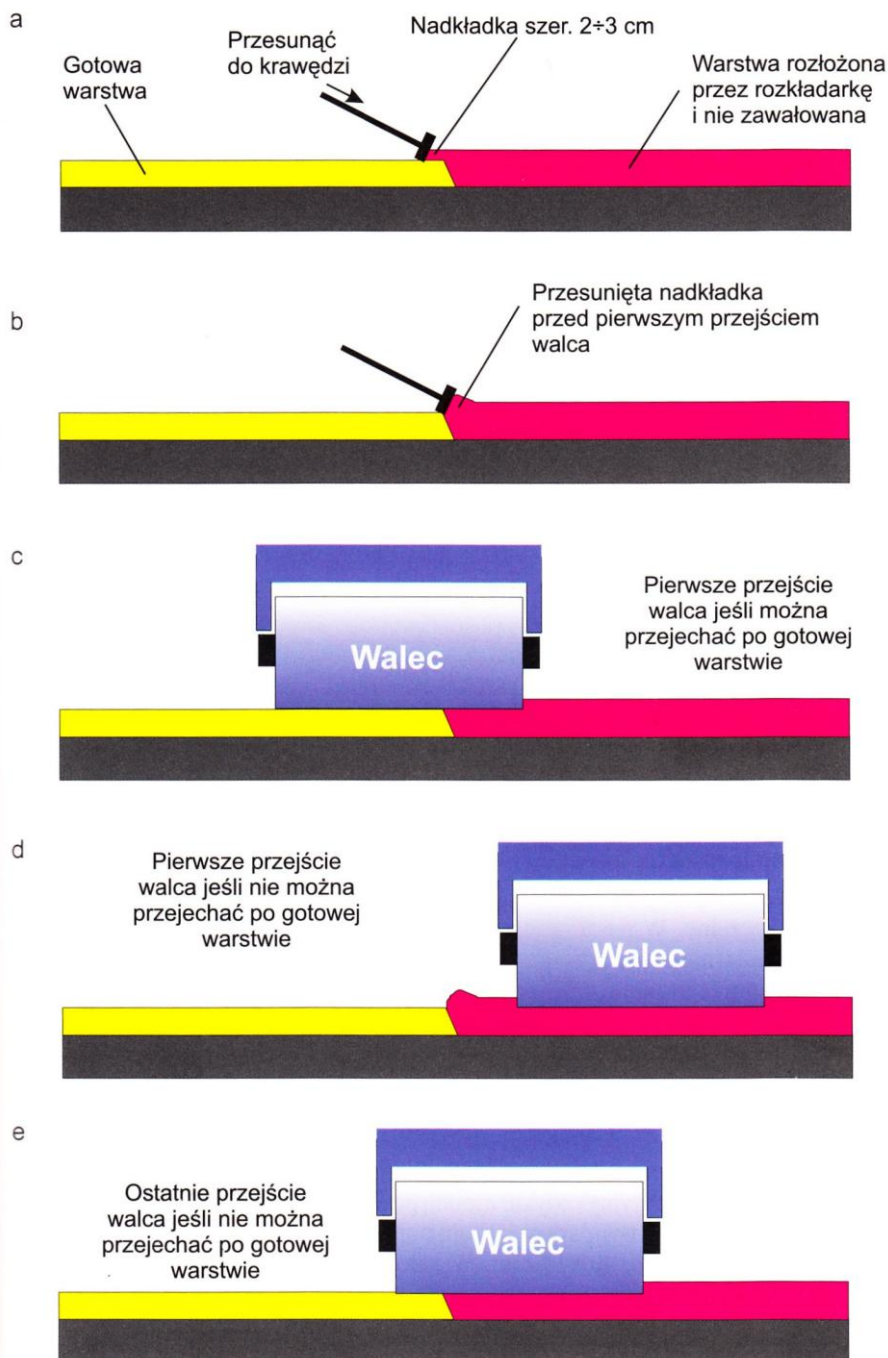 a
Gotowa
warstwa
Przesunąć
do krawędzi
Nadkładka szer. 2÷3 cm
Warstwa rozłożona
przez rozkładarkę
i nie zawałowana
b
Przesunięta nadkładka
przed pierwszym przejściem
walca
c
Walec
Pierwsze przejście
walca jeśli można
przejechać po gotowej
warstwie
d
Pierwsze przejście
walca jeśli nie można
przejechać po gotowej
warstwie
Walec
e
Ostatnie przejście
walca jeśli nie można
przejechać po gotowej
warstwie
Walec